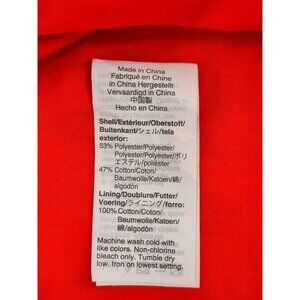 Made in China
Fabriqué en Chine
in China Hergestellt
Vervaardigd in China
中国製
Hecho en China
Shell/Extérieur/Oberstoff/
Buitenkant/シェル/tela
exterior:
53% Polyester/Polyester/
Polyester/Polyester/ポリ
エステル/poliéster
47% Cotton/Coton/
Baumwolle/Katoen/綿/
algodón
Lining/Doublure/Futter/
Voering/ライニング/forro:
100% Cotton/Coton/
Baumwolle/Katoen/綿/
algodón
Machine wash cold with
like colors. Non-chlorine
bleach only. Tumble dry
low. Iron on lowest setting.